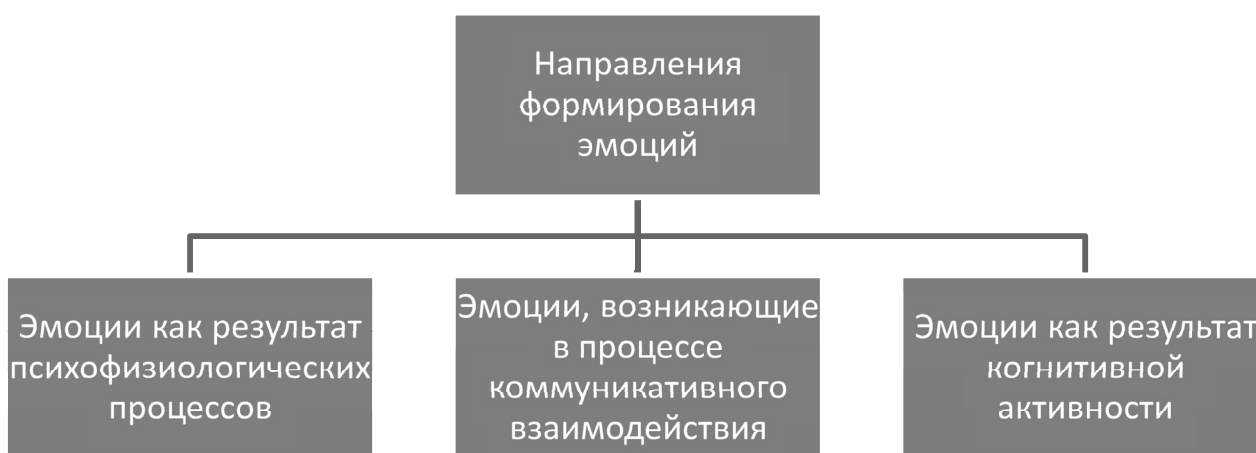 Направления
формирования
эмоций
Эмоции как результат
психофизиологических
процессов
Эмоции, возникающие
в процессе
коммуникативного
взаимодействия
Эмоции как результат
когнитивной
активности